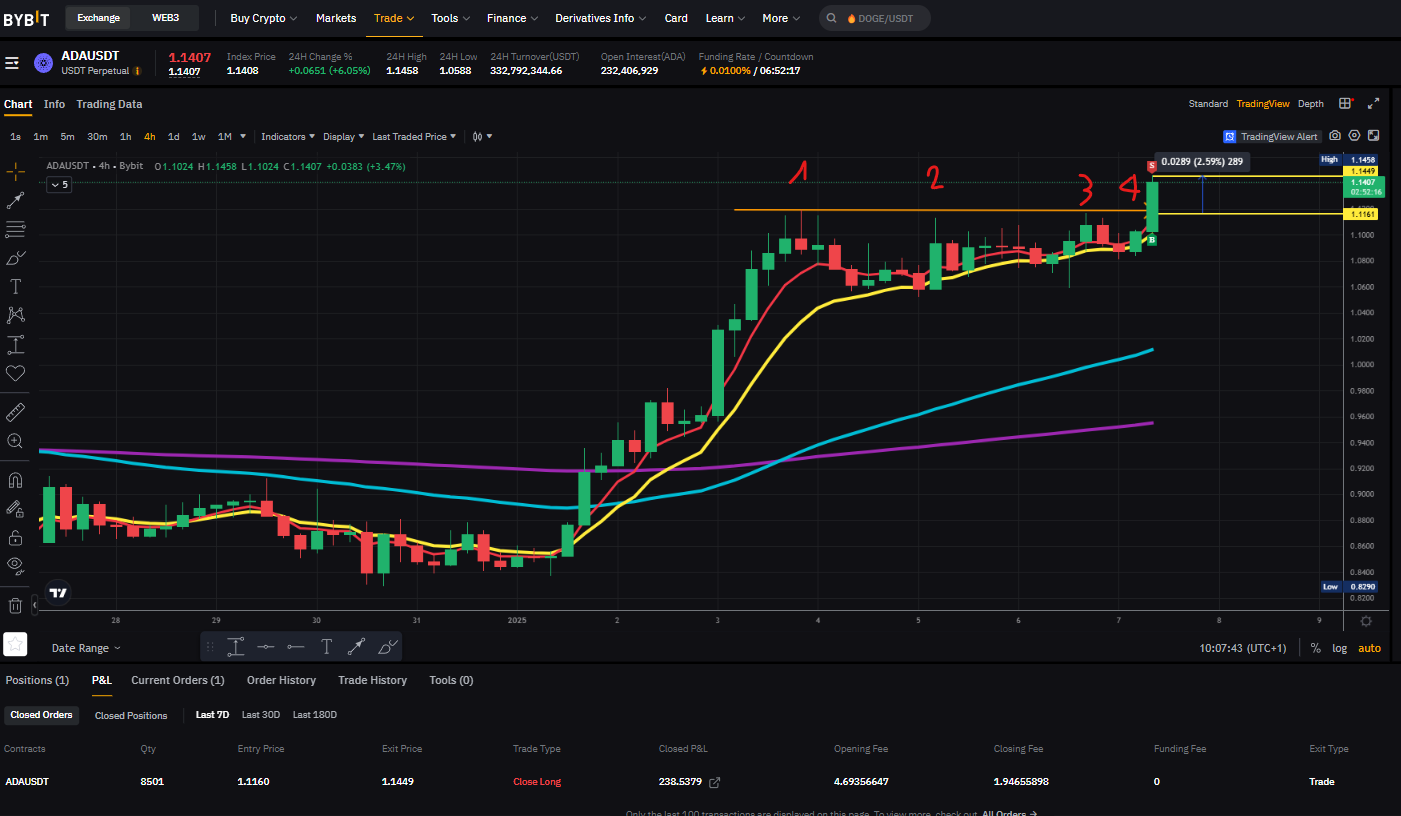 BYBIT Exchange WEB3 Buy Crypto Markets Trade Tools Finance Derivatives Info Card Learn More DOGE/USDT
ADAUSDT 1.1407 Index Price 24H Change % 24H High 24H Low 24H Turnover(USDT) Open Interest(ADA) Funding Rate / Countdown
USDT Perpetual 1.1407 1.1408 +0.0651 (+6.05%) 1.1458 1.0588 332,792,344.66 232,406,929 0.0100% / 06:52:17
Chart Info Trading Data Standard TradingView Depth
1s 1m 5m 30m 1h 4h 1d 1w 1M Indicators Display Last Traded Price TradingView Alert
ADAUSDT • 4h • Bybit O1.1024 H1.1458 L1.1024 C1.1407 +0.0383 (+3.47%)
5
1 2 3 4
S 0.0289 (2.59%) 289
B
High 1.1458
1.1449
1.1407
02:52:16
1.1161
1.1000
1.0800
1.0600
1.0400
1.0200
1.0000
0.9800
0.9600
0.9400
0.9200
0.9000
0.8800
0.8600
0.8400
Low 0.8290
0.8200
28 29 30 31 2025 2 3 4 5 6 7 8 9
Date Range 10:07:43 (UTC+1) % log auto
Positions (1) P&L Current Orders (1) Order History Trade History Tools (0)
Closed Orders Closed Positions Last 7D Last 30D Last 180D
Contracts Qty Entry Price Exit Price Trade Type Closed P&L Opening Fee Closing Fee Funding Fee Exit Type
ADAUSDT 8501 1.1160 1.1449 Close Long 238.5379 4.69356647 1.94655898 0 Trade
Only the last 100 transactions are displayed on this page. To view more, check out All Orders